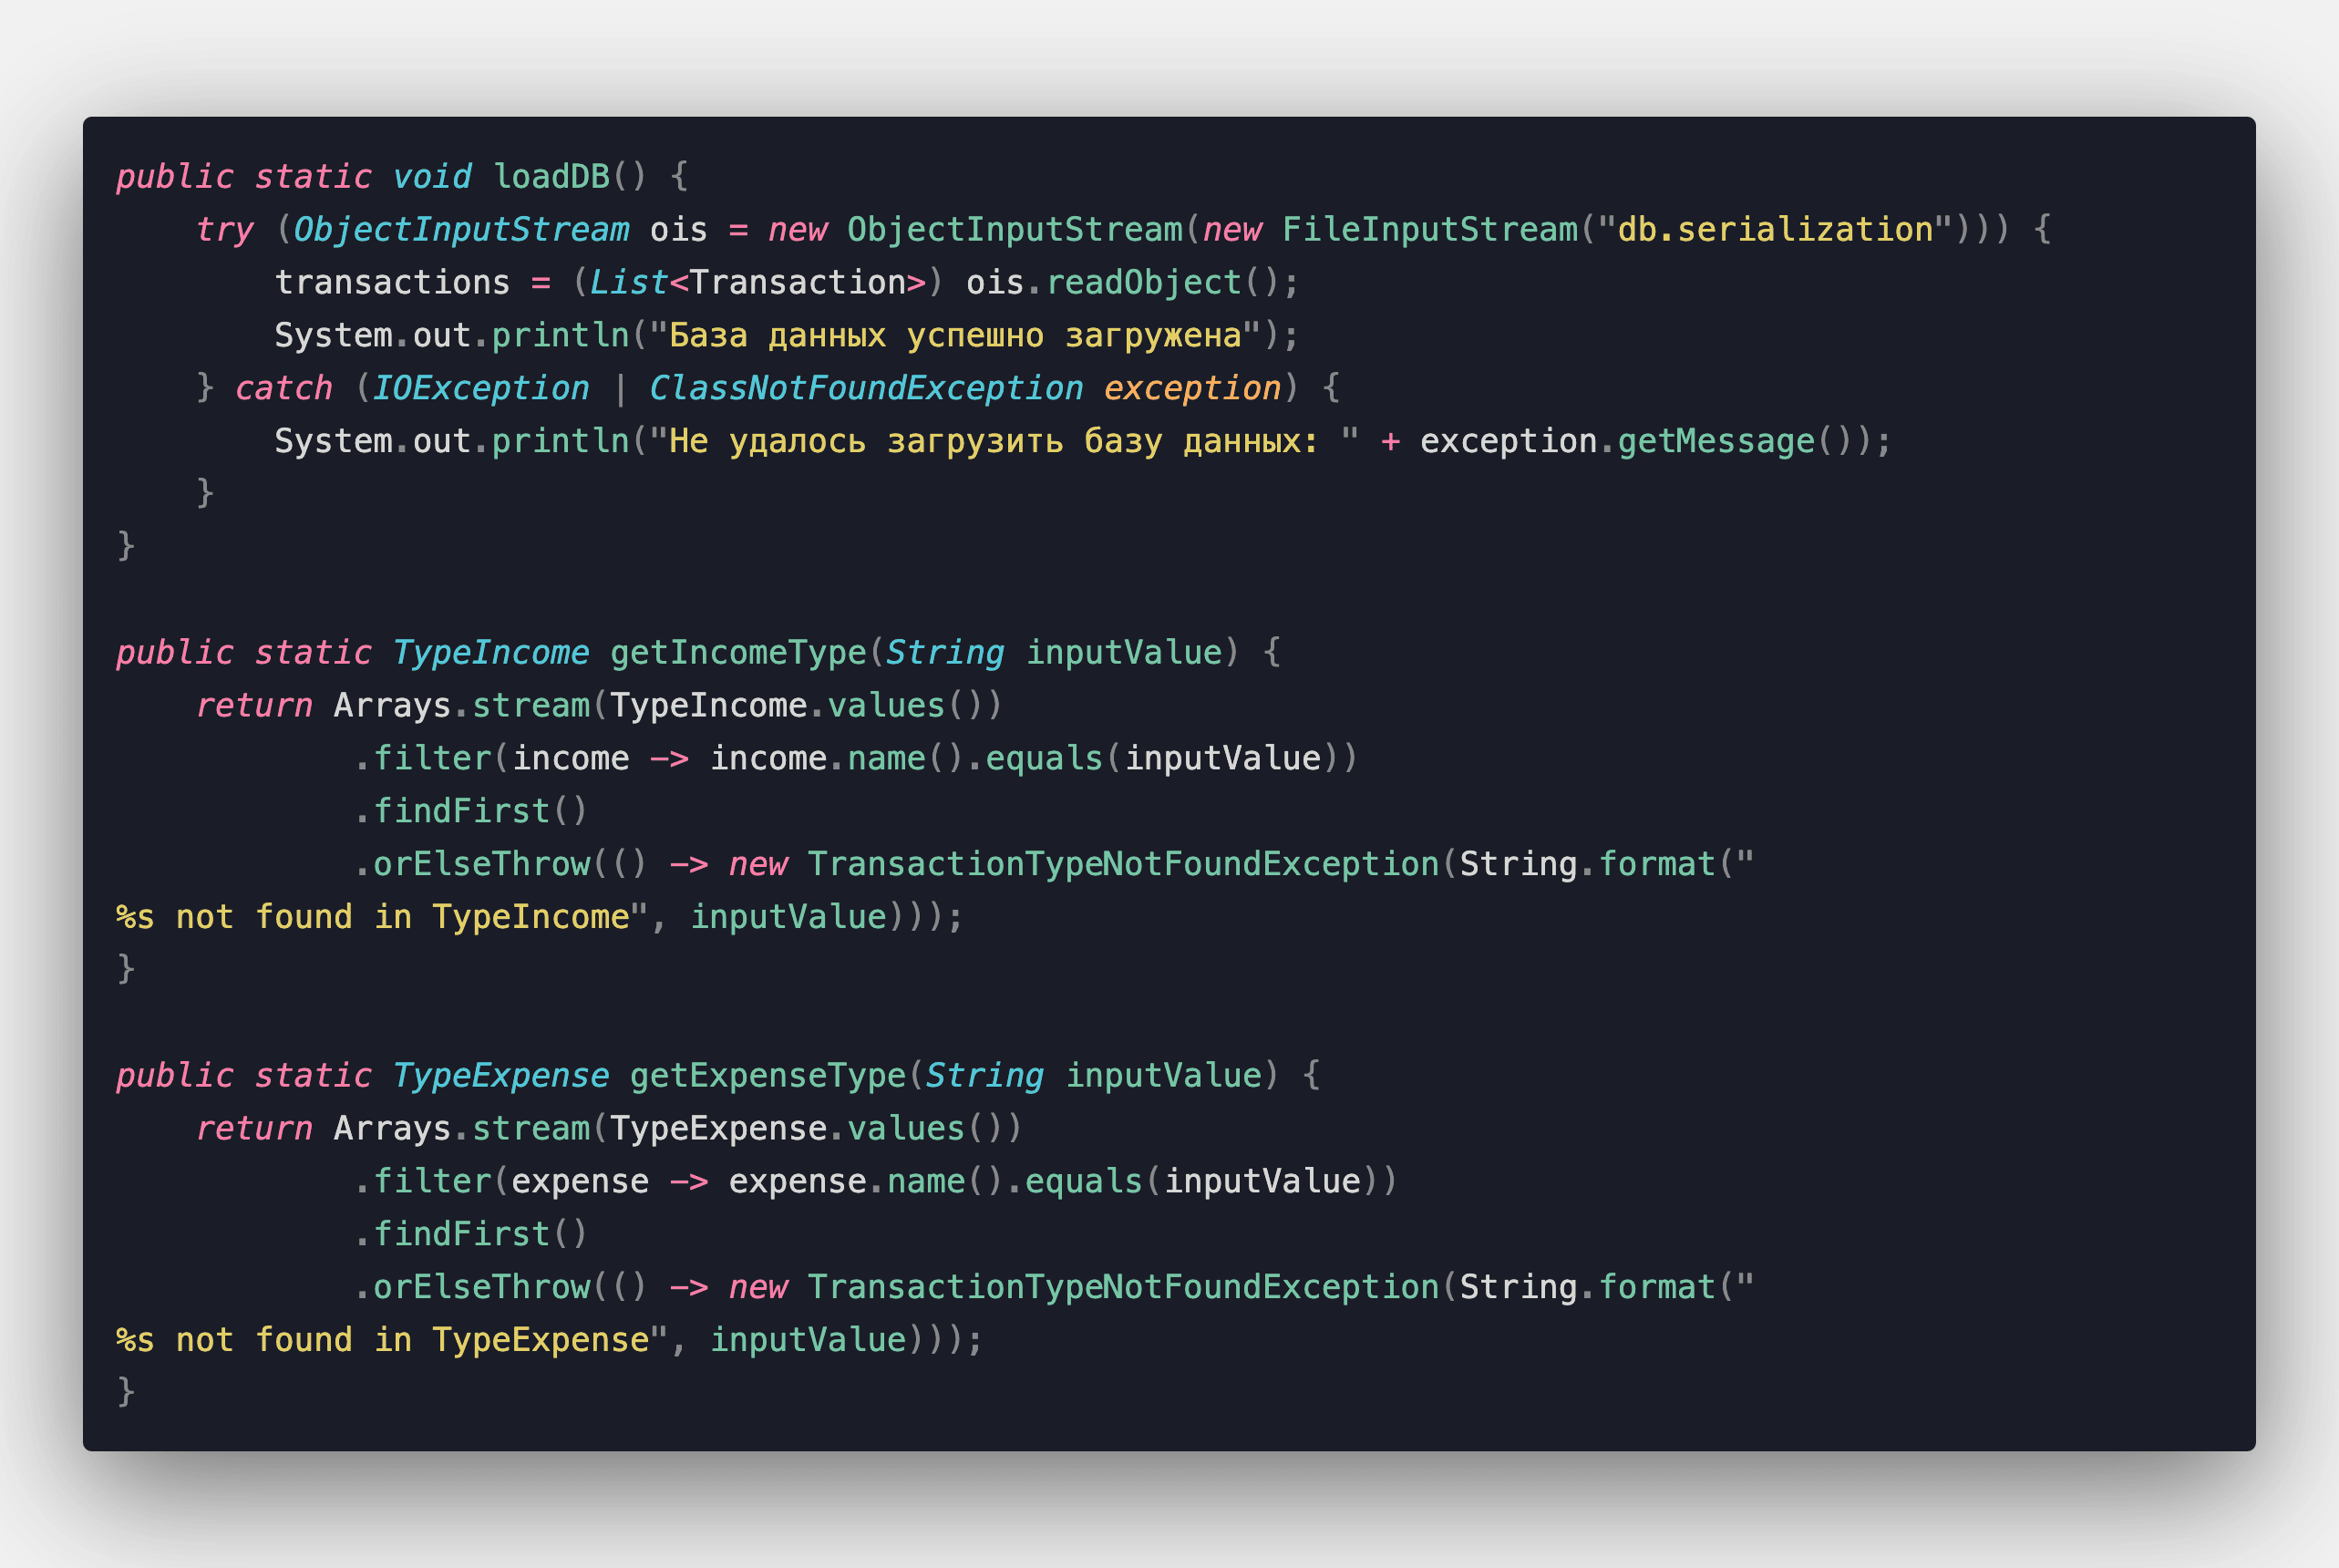 public static void loadDB() {
    try (ObjectInputStream ois = new ObjectInputStream(new FileInputStream("db.serialization"))) {
        transactions = (List<Transaction>) ois.readObject();
        System.out.println("База данных успешно загружена");
    } catch (IOException | ClassNotFoundException exception) {
        System.out.println("Не удалось загрузить базу данных: " + exception.getMessage());
    }
}

public static TypeIncome getIncomeType(String inputValue) {
    return Arrays.stream(TypeIncome.values())
            .filter(income -> income.name().equals(inputValue))
            .findFirst()
            .orElseThrow(() -> new TransactionTypeNotFoundException(String.format("
%s not found in TypeIncome", inputValue)));
}

public static TypeExpense getExpenseType(String inputValue) {
    return Arrays.stream(TypeExpense.values())
            .filter(expense -> expense.name().equals(inputValue))
            .findFirst()
            .orElseThrow(() -> new TransactionTypeNotFoundException(String.format("
%s not found in TypeExpense", inputValue)));
}